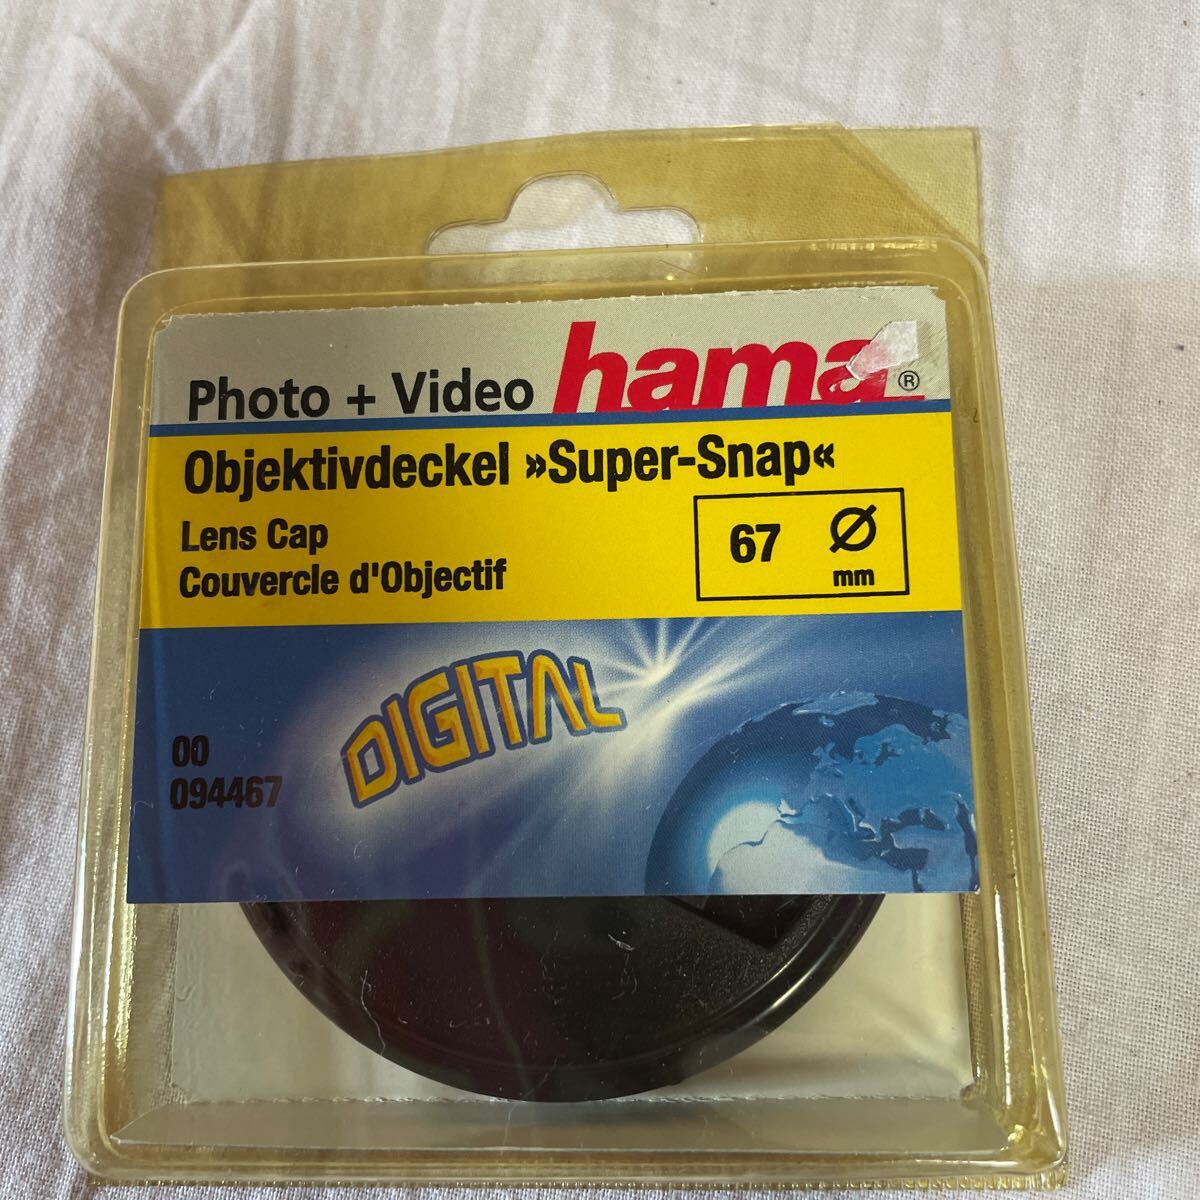 Photo + Video hama®
Objektivdeckel »Super-Snap«
Lens Cap
Couvercle d'Objectif
67 Ø
mm
DIGITAL
00
094467